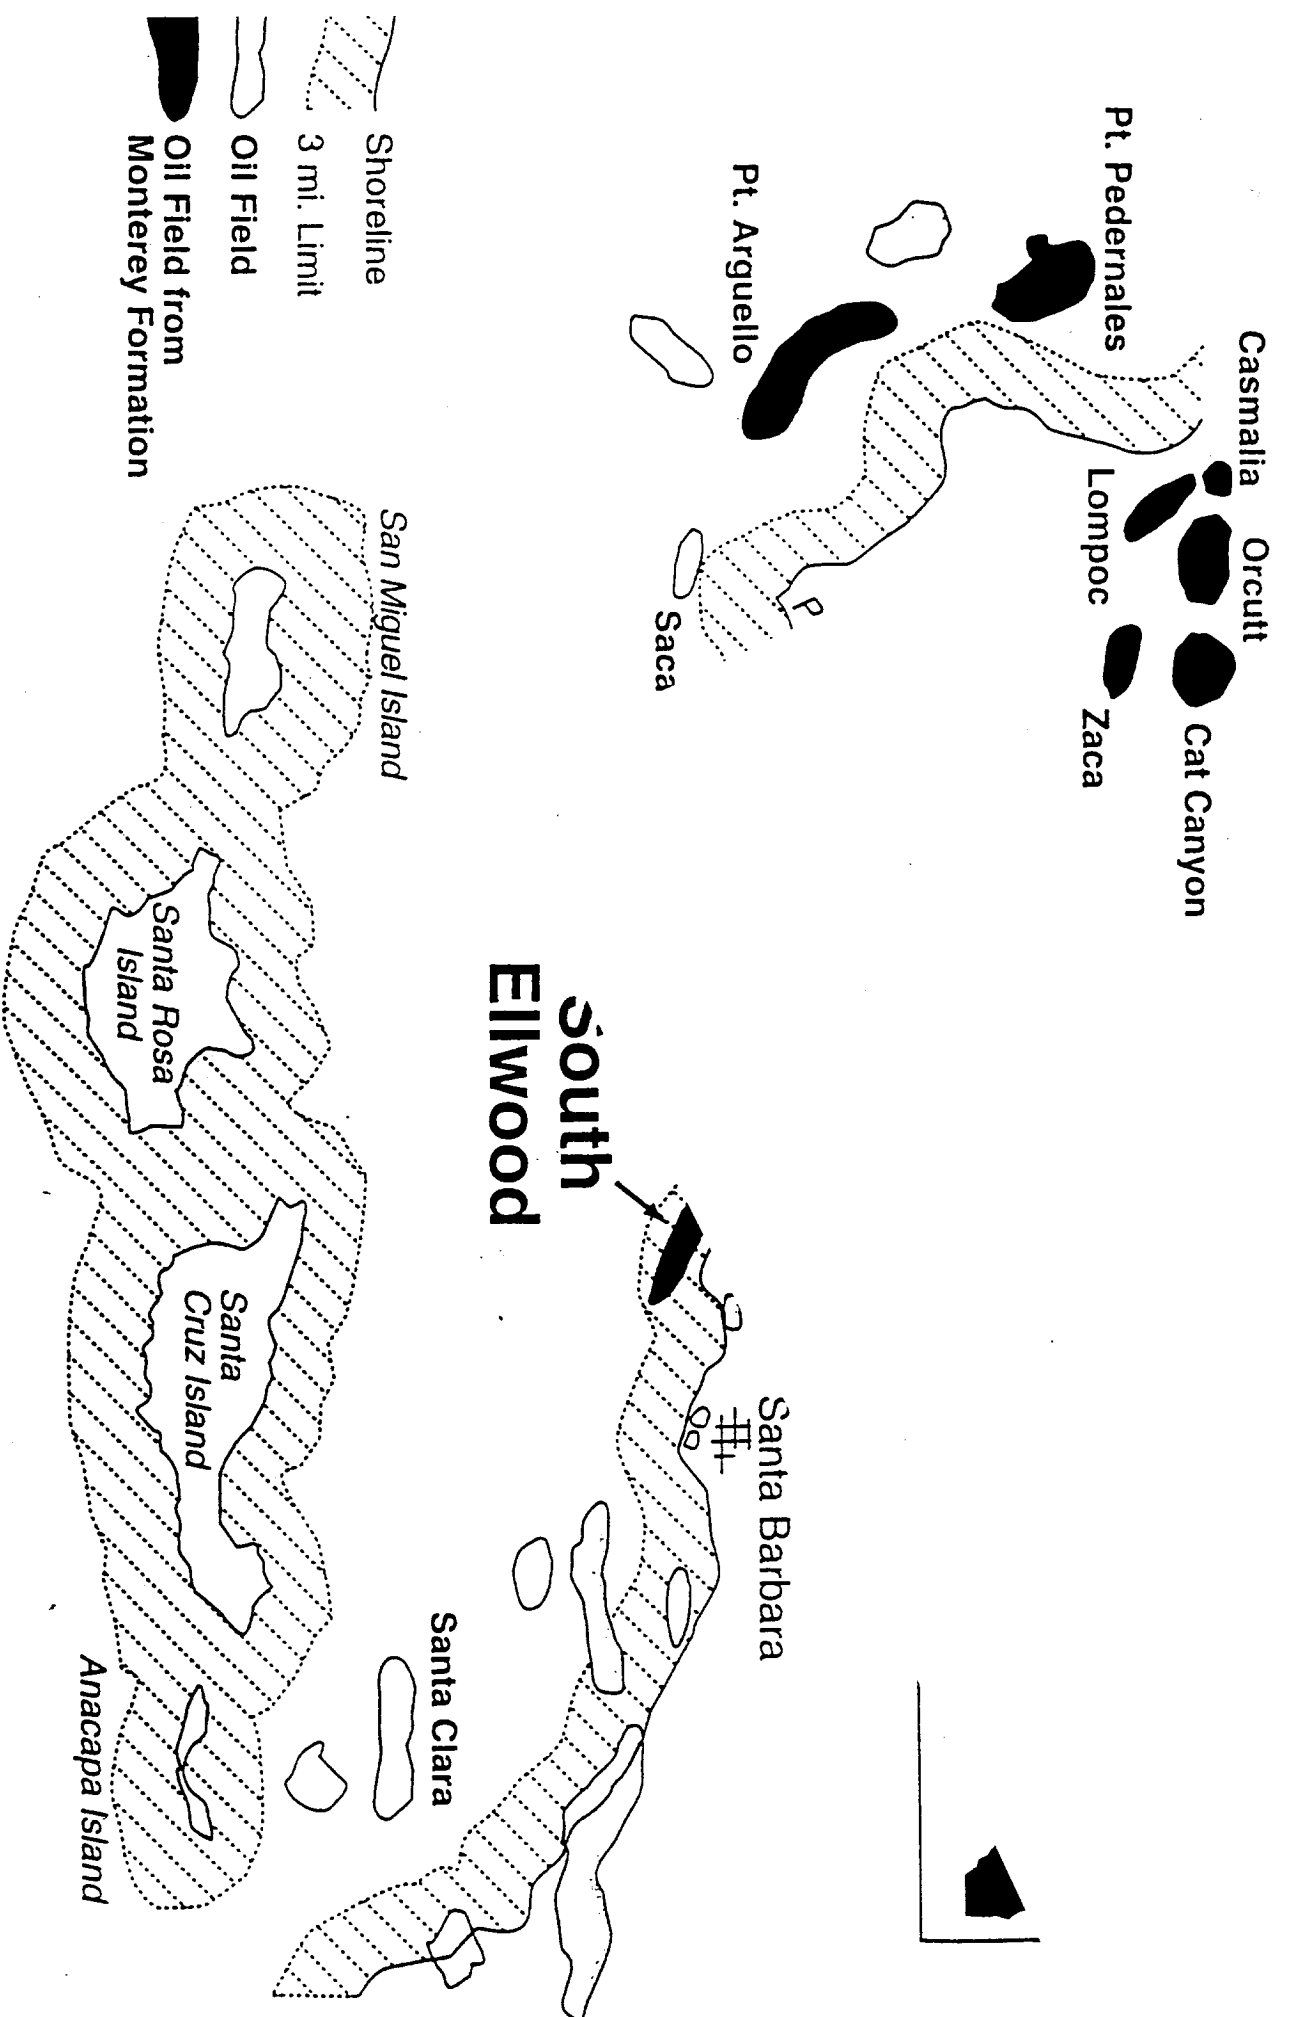 Casmalia
Orcutt
Cat Canyon
Pt. Pedernales
Lompoc
Zaca
Pt. Arguello
P
Saca
Santa Barbara
South
Ellwood
Santa Clara
San Miguel Island
Santa Rosa
Island
Santa
Cruz Island
Anacapa Island
Shoreline
3 mi. Limit
Oil Field
Oil Field from
Monterey Formation